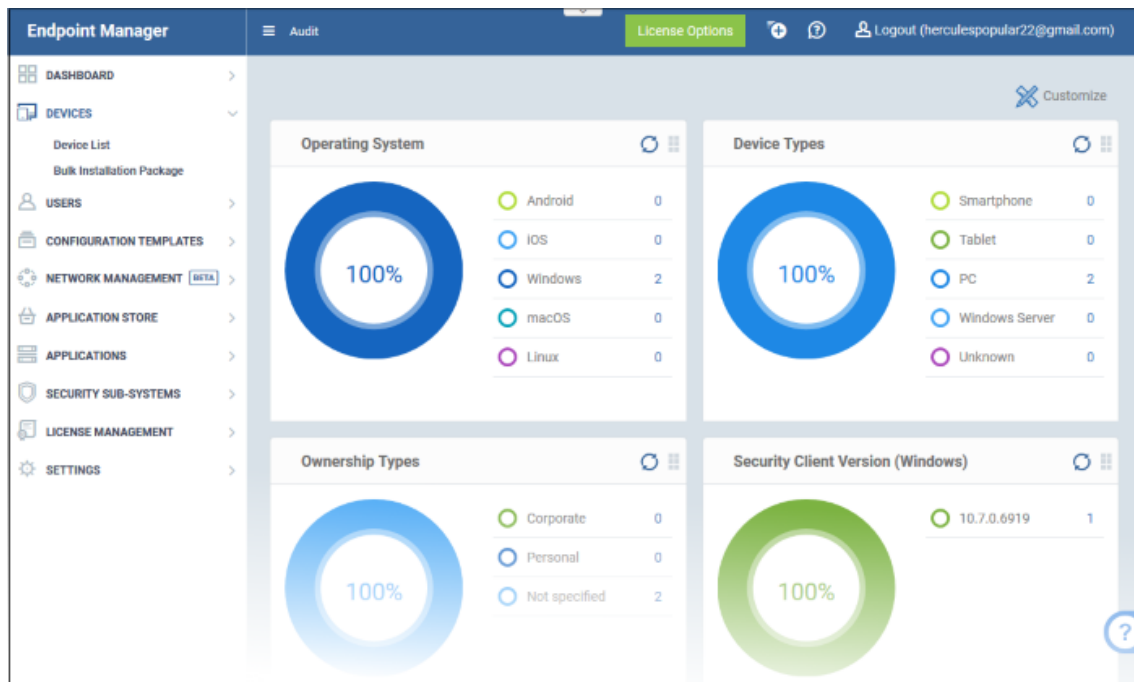 Endpoint Manager
Audit
License Options
Logout (herculespopular22@gmail.com)
DASHBOARD
DEVICES
Device List
Bulk Installation Package
USERS
CONFIGURATION TEMPLATES
NETWORK MANAGEMENT BETA
APPLICATION STORE
APPLICATIONS
SECURITY SUB-SYSTEMS
LICENSE MANAGEMENT
SETTINGS
Customize
Operating System
100%
Android 0
iOS 0
Windows 2
macOS 0
Linux 0
Device Types
100%
Smartphone 0
Tablet 0
PC 2
Windows Server 0
Unknown 0
Ownership Types
100%
Corporate 0
Personal 0
Not specified 2
Security Client Version (Windows)
100%
10.7.0.6919 1
?